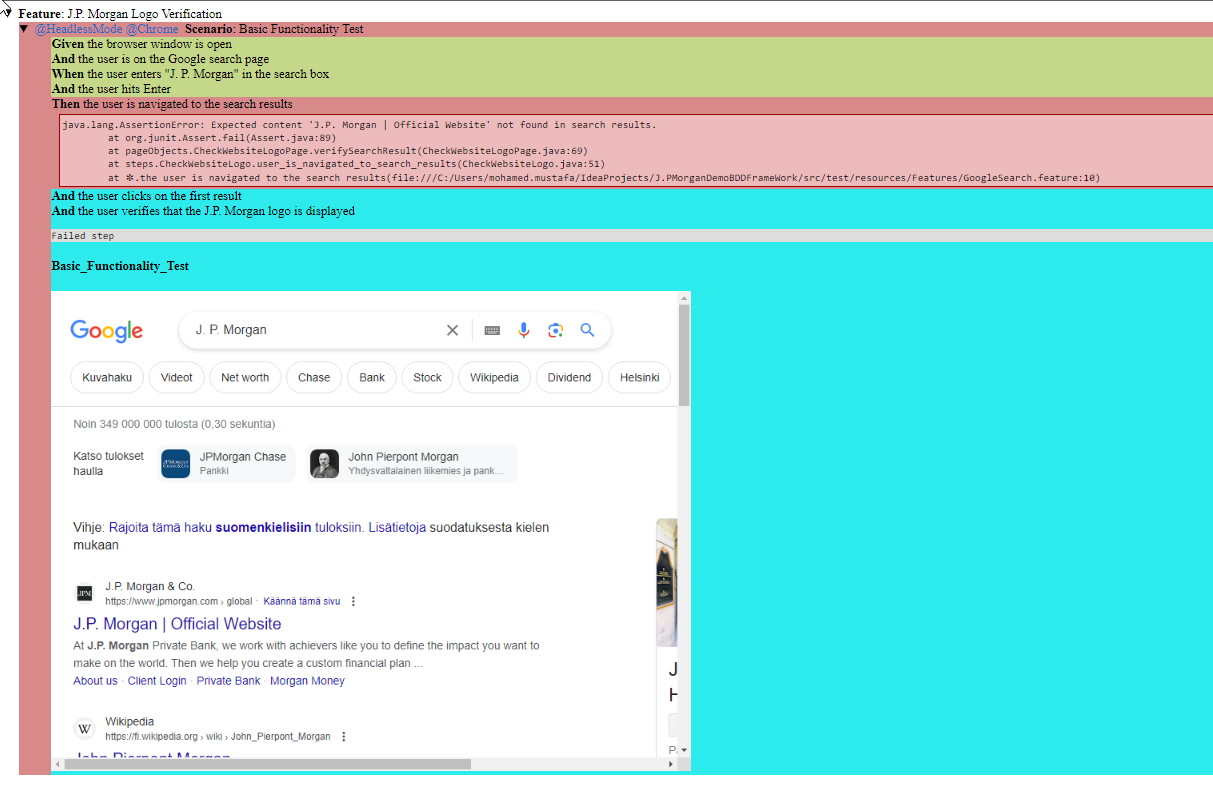 Feature: J.P. Morgan Logo Verification
@HeadlessMode @Chrome Scenario: Basic Functionality Test
Given the browser window is open
And the user is on the Google search page
When the user enters "J. P. Morgan" in the search box
And the user hits Enter
Then the user is navigated to the search results
java.lang.AssertionError: Expected content 'J.P. Morgan | Official Website' not found in search results.
at org.junit.Assert.fail(Assert.java:89)
at pageObjects.CheckWebsiteLogoPage.verifySearchResult(CheckWebsiteLogoPage.java:69)
at steps.CheckWebsiteLogo.user_is_navigated_to_search_results(CheckWebsiteLogo.java:51)
at ✽.the user is navigated to the search results(file:///C:/Users/mohamed.mustafa/IdeaProjects/J.PMorganDemoBDDFrameWork/src/test/resources/Features/GoogleSearch.feature:10)
And the user clicks on the first result
And the user verifies that the J.P. Morgan logo is displayed
Failed step
Basic_Functionality_Test
Google J. P. Morgan
Kuvahaku Videot Net worth Chase Bank Stock Wikipedia Dividend Helsinki
Noin 349 000 000 tulosta (0,30 sekuntia)
Katso tulokset haulla
JPMorgan Chase
Pankki
John Pierpont Morgan
Yhdysvaltalainen liikemies ja pank...
Vihje: Rajoita tämä haku suomenkielisiin tuloksiin. Lisätietoja suodatuksesta kielen
mukaan
JPM J.P. Morgan & Co.
https://www.jpmorgan.com › global · Käännä tämä sivu
J.P. Morgan | Official Website
At J.P. Morgan Private Bank, we work with achievers like you to define the impact you want to
make on the world. Then we help you create a custom financial plan ...
About us · Client Login · Private Bank · Morgan Money
J
H
P.
W Wikipedia
https://fi.wikipedia.org › wiki › John_Pierpont_Morgan
John Pierpont Morgan